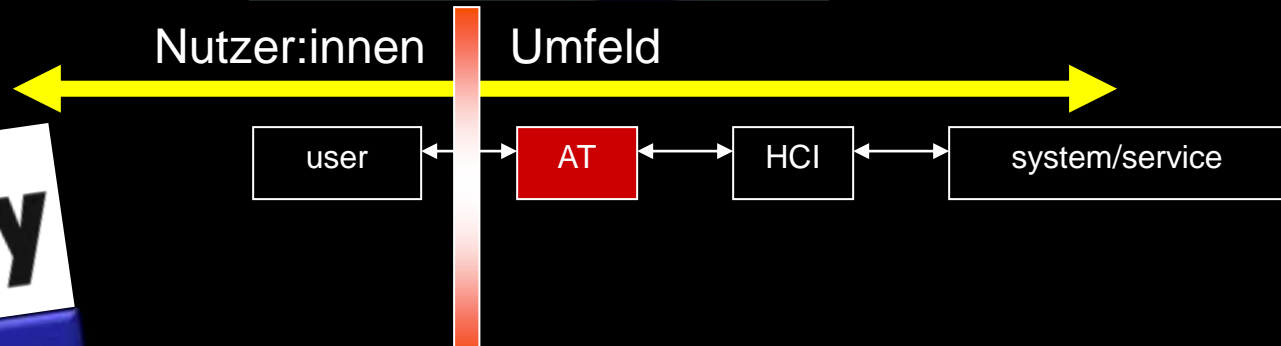 Nutzer:innen Umfeld
user AT HCI system/service
y